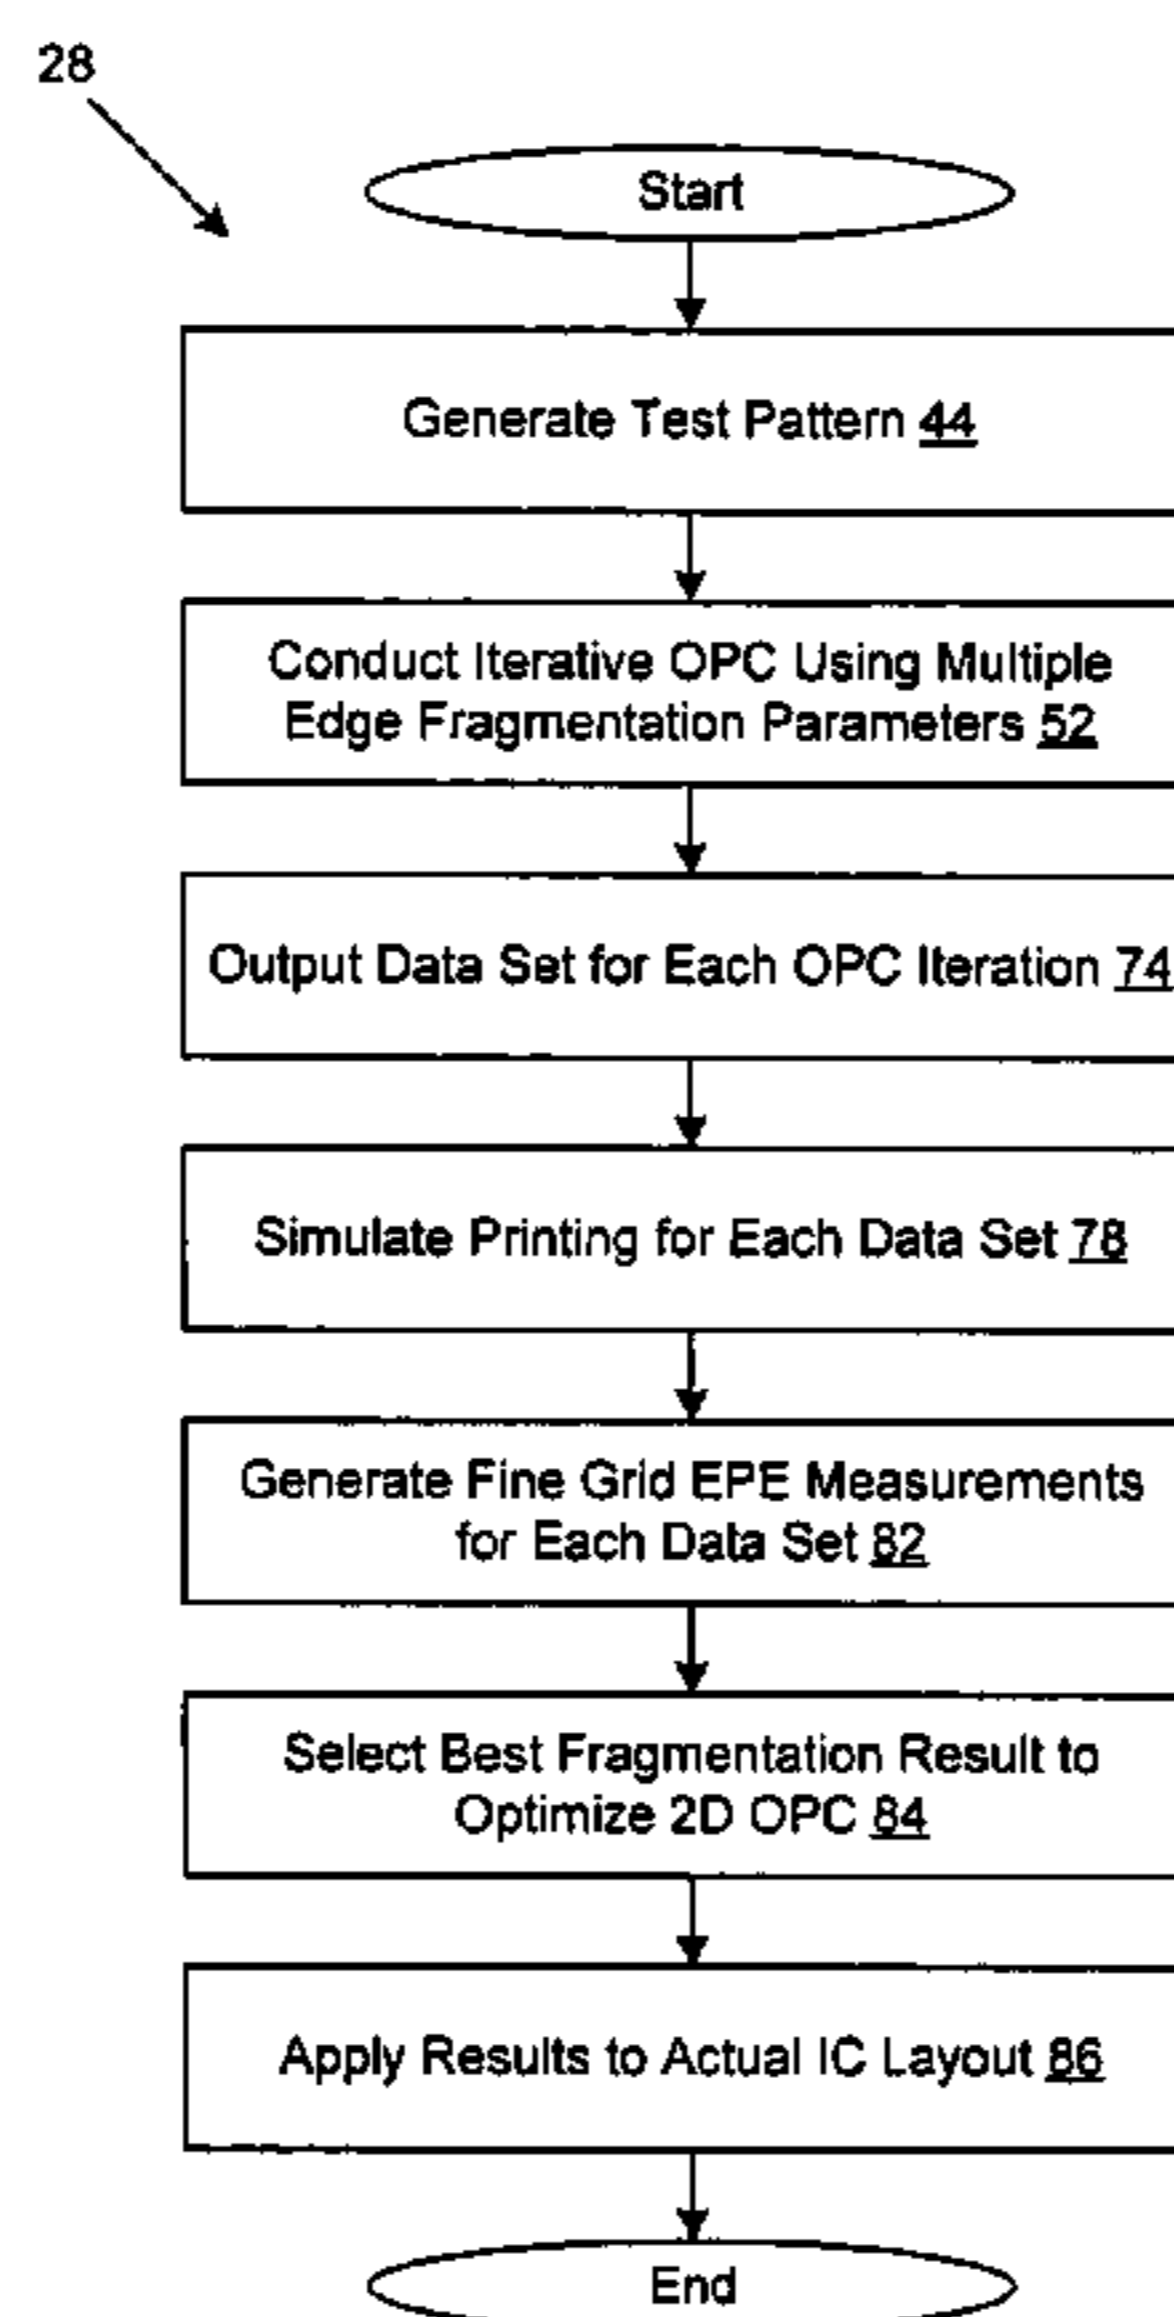 28
Start
Generate Test Pattern 44
Conduct Iterative OPC Using Multiple
Edge Fragmentation Parameters 52
Output Data Set for Each OPC Iteration 74
Simulate Printing for Each Data Set 78
Generate Fine Grid EPE Measurements
for Each Data Set 82
Select Best Fragmentation Result to
Optimize 2D OPC 84
Apply Results to Actual IC Layout 86
End